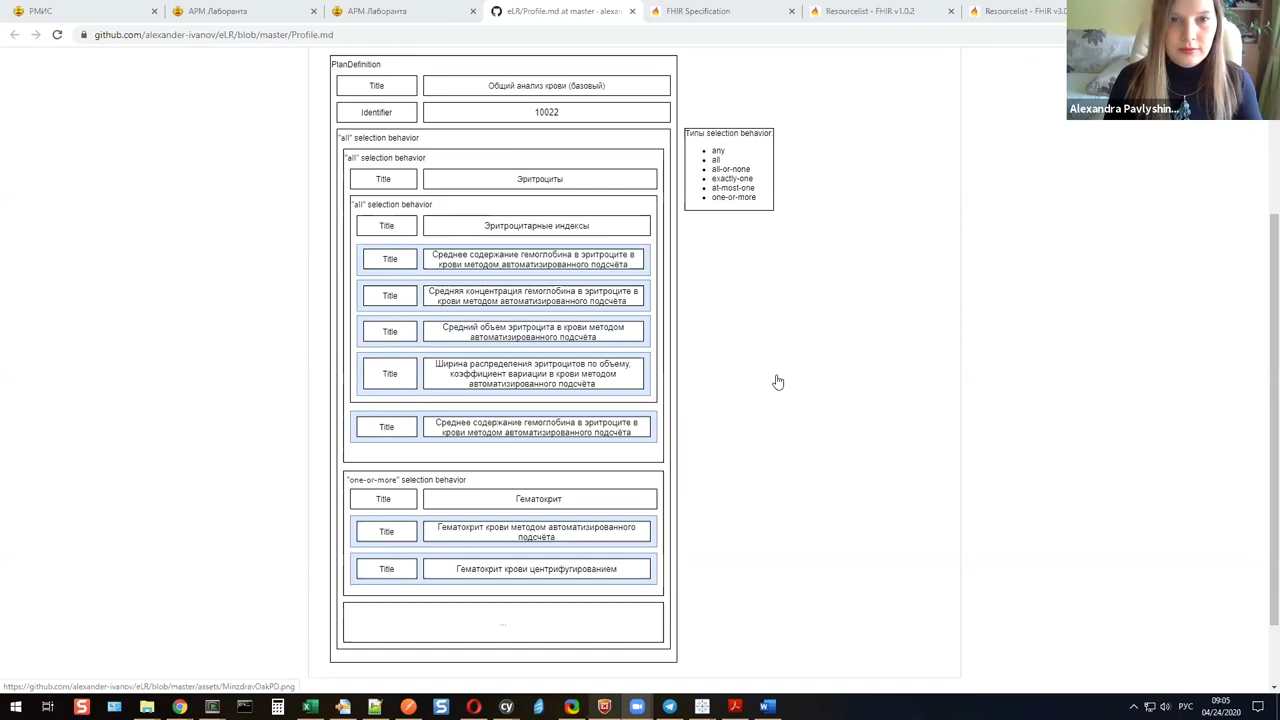 РМИС
АРМ Лаборанта
АРМ Лаборанта
eLR/Profile.md at master · alexan
FHIR Specification
Resourcelist - FHIR v1.0.2
Resourcelist - FHIR v3.0
github.com/alexander-ivanov/eLR/blob/master/Profile.md
Alexandra Pavlyshin...
PlanDefinition
Title
Общий анализ крови (базовый)
Identifier
10022
"all" selection behavior
"all" selection behavior
Title
Эритроциты
"all" selection behavior
Title
Эритроцитарные индексы
Title
Среднее содержание гемоглобина в эритроците в
крови методом автоматизированного подсчёта
Title
Средняя концентрация гемоглобина в эритроците в
крови методом автоматизированного подсчёта
Title
Средний объем эритроцита в крови методом
автоматизированного подсчёта
Title
Ширина распределения эритроцитов по объему,
коэффициент вариации в крови методом
автоматизированного подсчёта
Title
Среднее содержание гемоглобина в эритроците в
крови методом автоматизированного подсчёта
"one-or-more" selection behavior
Title
Гематокрит
Title
Гематокрит крови методом автоматизированного
подсчёта
Title
Гематокрит крови центрифугированием
...
Типы selection behavior:
any
all
all-or-none
exactly-one
at-most-one
one-or-more
https://github.com/alexander-ivanov/eLR/blob/master/assets/MinzdravOakPD.png
РУС
09:05
04/24/2020